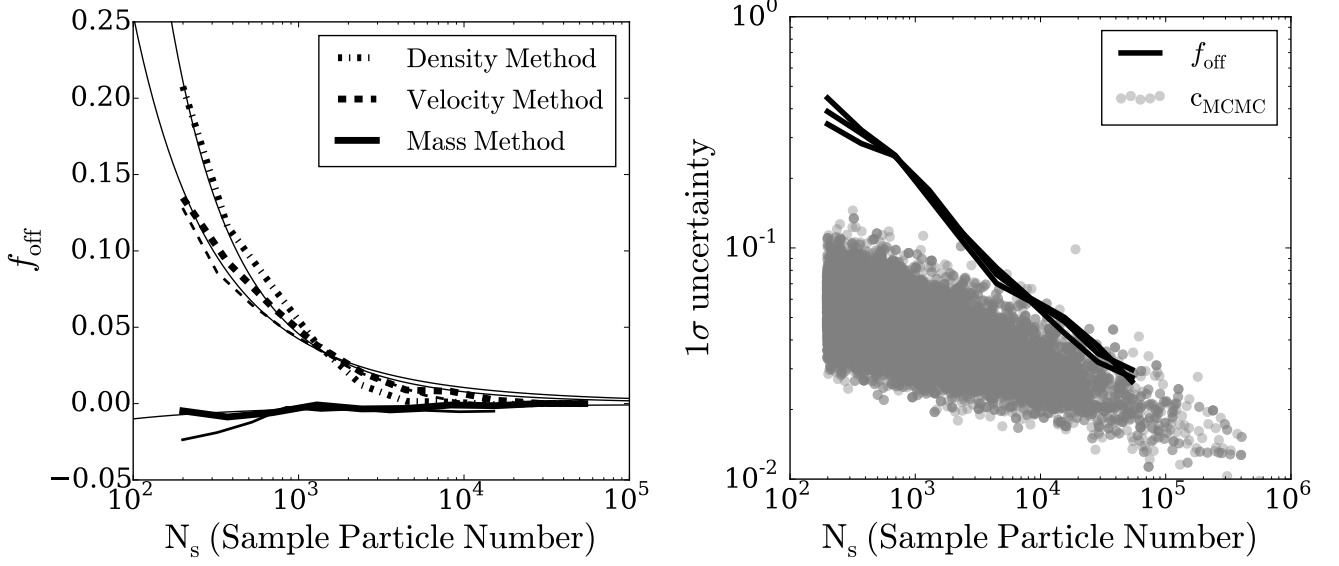 0.25
0.20
0.15
0.10
0.05
0.00
−0.05
f_off
10^2
10^3
10^4
10^5
N_s (Sample Particle Number)
Density Method
Velocity Method
Mass Method
10^0
10^-1
10^-2
1σ uncertainty
10^2
10^3
10^4
10^5
10^6
N_s (Sample Particle Number)
f_off
c_MCMC